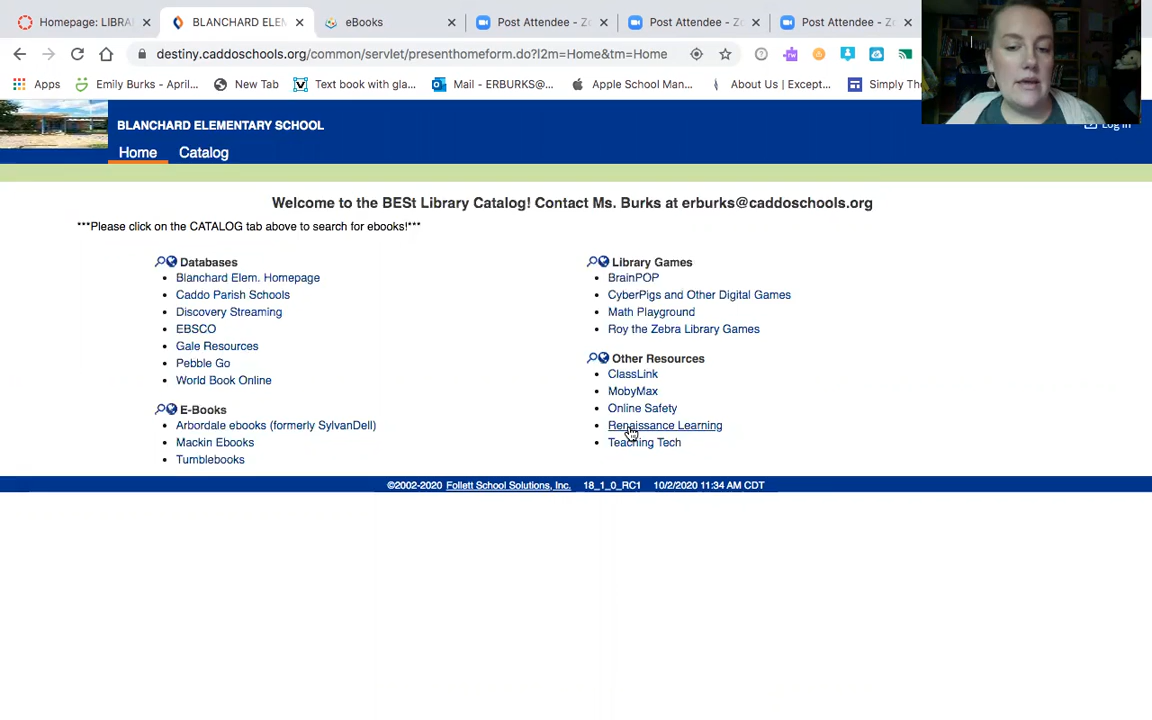 Homepage: LIBRA
BLANCHARD ELEM
eBooks
Post Attendee - Zo
Post Attendee - Zo
Post Attendee - Zo
destiny.caddoschools.org/common/servlet/presenthomeform.do?l2m=Home&tm=Home
Apps
Emily Burks - April...
New Tab
Text book with gla...
Mail - ERBURKS@...
Apple School Man...
About Us | Except...
Simply The
BLANCHARD ELEMENTARY SCHOOL
Log In
Home
Catalog
Welcome to the BESt Library Catalog! Contact Ms. Burks at erburks@caddoschools.org
***Please click on the CATALOG tab above to search for ebooks!***
Databases
Blanchard Elem. Homepage
Caddo Parish Schools
Discovery Streaming
EBSCO
Gale Resources
Pebble Go
World Book Online
E-Books
Arbordale ebooks (formerly SylvanDell)
Mackin Ebooks
Tumblebooks
Library Games
BrainPOP
CyberPigs and Other Digital Games
Math Playground
Roy the Zebra Library Games
Other Resources
ClassLink
MobyMax
Online Safety
Renaissance Learning
Teaching Tech
©2002-2020 Follett School Solutions, Inc. 18_1_0_RC1 10/2/2020 11:34 AM CDT